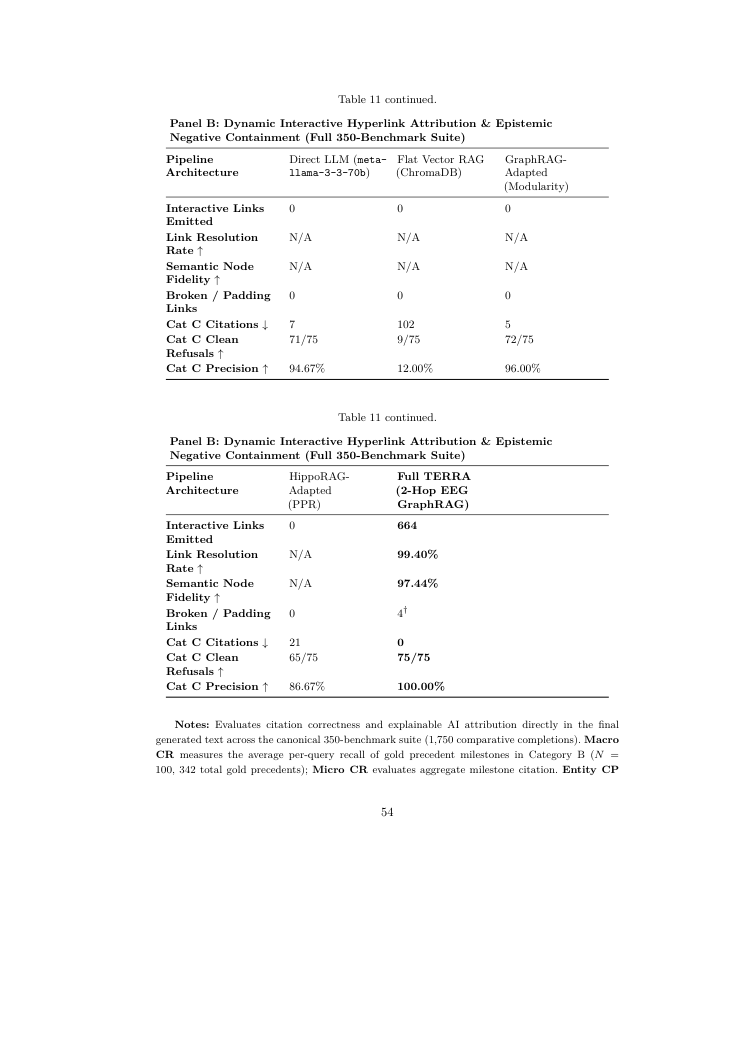 Table 11 continued.
Panel B: Dynamic Interactive Hyperlink Attribution & Epistemic
Negative Containment (Full 350-Benchmark Suite)
Pipeline Direct LLM (meta- Flat Vector RAG GraphRAG-
Architecture llama-3-3-70b) (ChromaDB) Adapted
(Modularity)
Interactive Links 0 0 0
Emitted
Link Resolution N/A N/A N/A
Rate ↑
Semantic Node N/A N/A N/A
Fidelity ↑
Broken / Padding 0 0 0
Links
Cat C Citations ↓ 7 102 5
Cat C Clean 71/75 9/75 72/75
Refusals ↑
Cat C Precision ↑ 94.67% 12.00% 96.00%
Table 11 continued.
Panel B: Dynamic Interactive Hyperlink Attribution & Epistemic
Negative Containment (Full 350-Benchmark Suite)
Pipeline HippoRAG- Full TERRA
Architecture Adapted (2-Hop EEG
(PPR) GraphRAG)
Interactive Links 0 664
Emitted
Link Resolution N/A 99.40%
Rate ↑
Semantic Node N/A 97.44%
Fidelity ↑
Broken / Padding 0 4†
Links
Cat C Citations ↓ 21 0
Cat C Clean 65/75 75/75
Refusals ↑
Cat C Precision ↑ 86.67% 100.00%
Notes: Evaluates citation correctness and explainable AI attribution directly in the final
generated text across the canonical 350-benchmark suite (1,750 comparative completions). Macro
CR measures the average per-query recall of gold precedent milestones in Category B (N =
100, 342 total gold precedents); Micro CR evaluates aggregate milestone citation. Entity CP
54